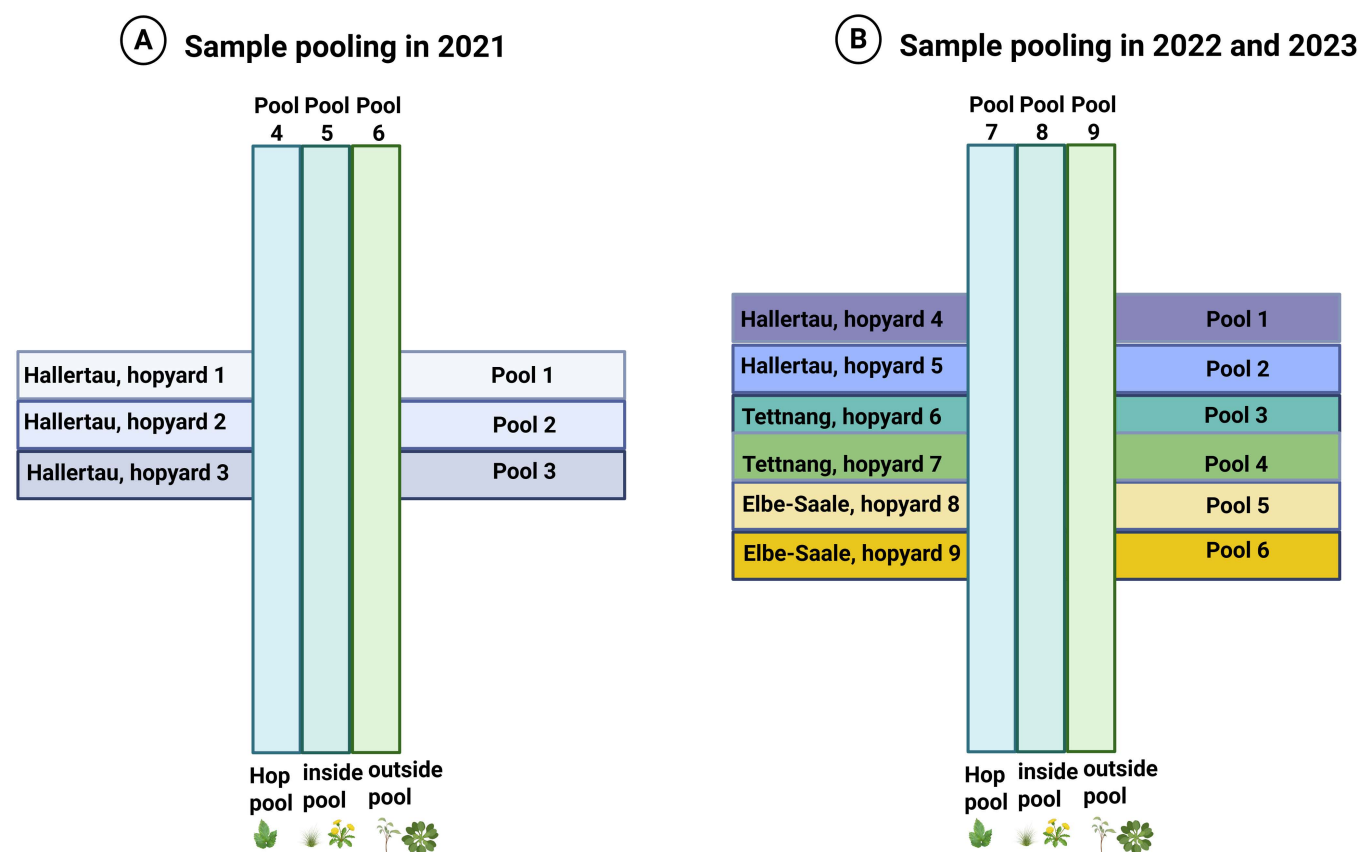 A Sample pooling in 2021
Pool Pool Pool
4 5 6
Hallertau, hopyard 1 Pool 1
Hallertau, hopyard 2 Pool 2
Hallertau, hopyard 3 Pool 3
Hop inside outside
pool pool pool
B Sample pooling in 2022 and 2023
Pool Pool Pool
7 8 9
Hallertau, hopyard 4 Pool 1
Hallertau, hopyard 5 Pool 2
Tettnang, hopyard 6 Pool 3
Tettnang, hopyard 7 Pool 4
Elbe-Saale, hopyard 8 Pool 5
Elbe-Saale, hopyard 9 Pool 6
Hop inside outside
pool pool pool